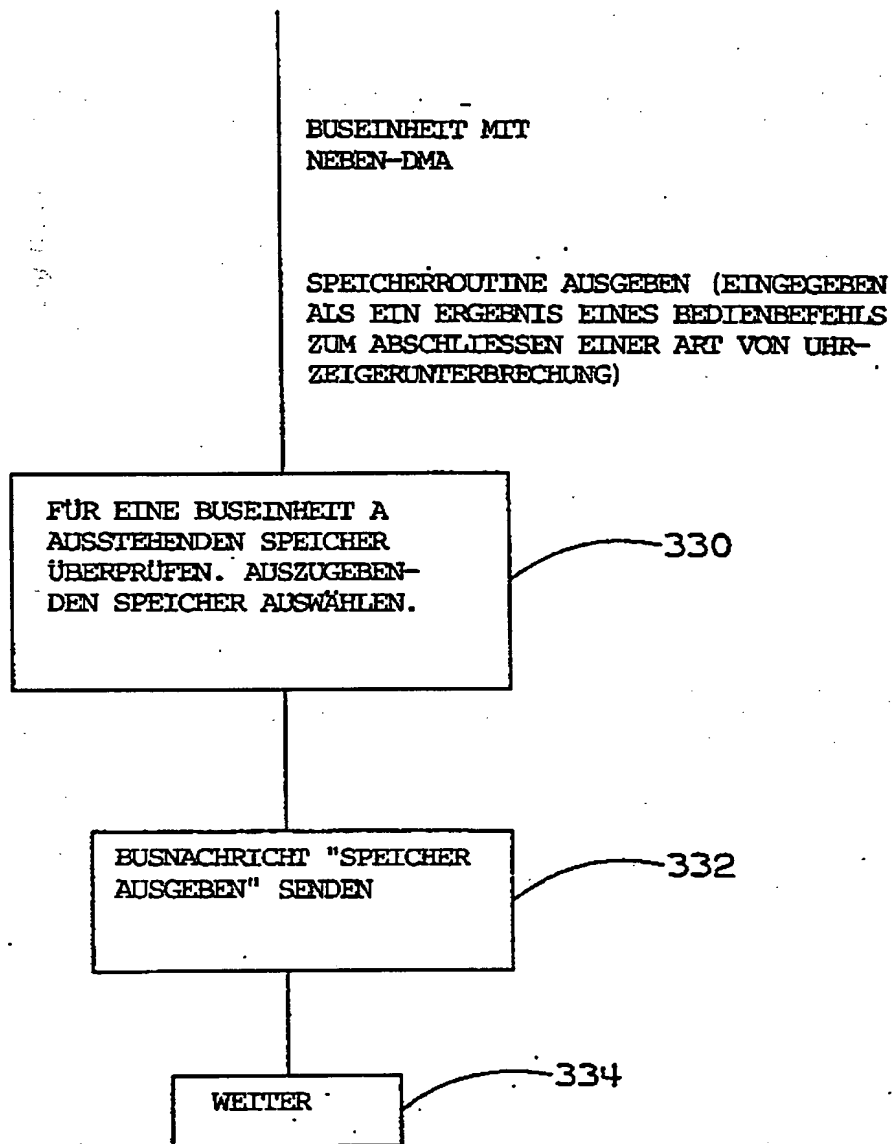 BUSEINHEIT MIT
NEBEN-DMA
SPEICHERROUTINE AUSGEBEN (EINGEGEBEN
ALS EIN ERGEBNIS EINES BEDIENBEFEHLS
ZUM ABSCHLIESSEN EINER ART VON UHR-
ZEIGERUNTERBRECHUNG)
FÜR EINE BUSEINHEIT A
AUSSTEHENDEN SPEICHER
ÜBERPRÜFEN. AUSZUGEBEN-
DEN SPEICHER AUSWÄHLEN.
330
BUSNACHRICHT "SPEICHER
AUSGEBEN" SENDEN
332
WEITER
334